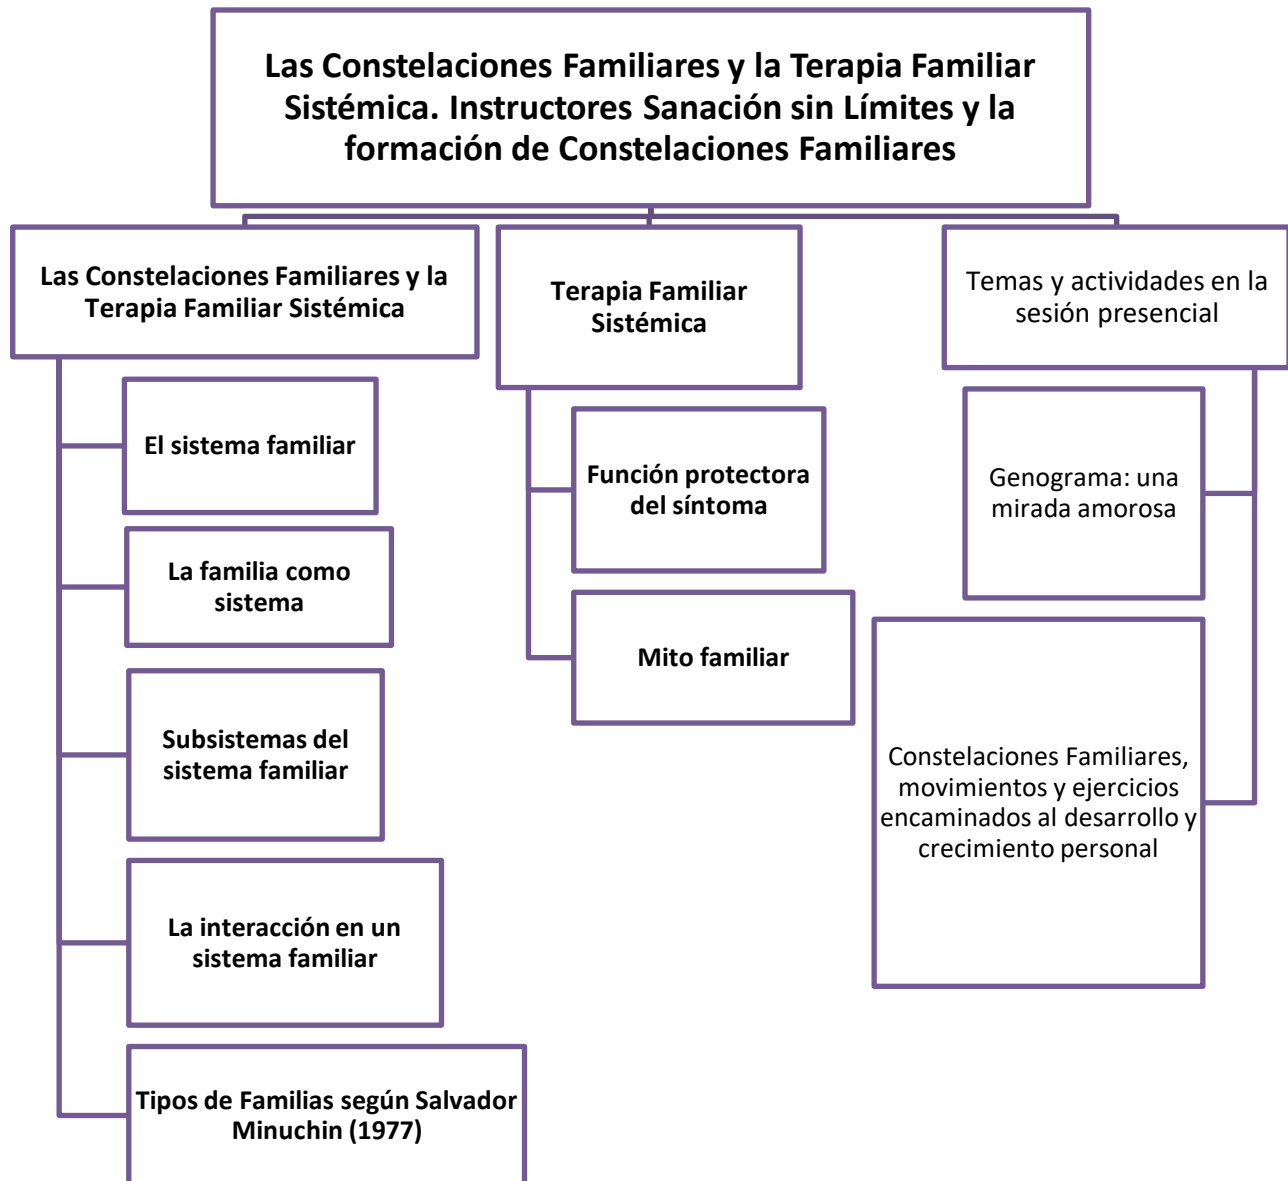 Las Constelaciones Familiares y la Terapia Familiar
Sistémica. Instructores Sanación sin Límites y la
formación de Constelaciones Familiares
Las Constelaciones Familiares y la
Terapia Familiar Sistémica
El sistema familiar
La familia como
sistema
Subsistemas del
sistema familiar
La interacción en un
sistema familiar
Tipos de Familias según Salvador
Minuchin (1977)
Terapia Familiar
Sistémica
Función protectora
del síntoma
Mito familiar
Temas y actividades en la
sesión presencial
Genograma: una
mirada amorosa
Constelaciones Familiares,
movimientos y ejercicios
encaminados al desarrollo y
crecimiento personal